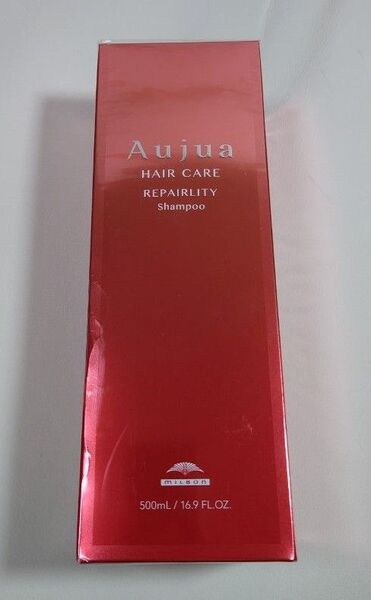 Aujua
HAIR CARE
REPAIRLITY
Shampoo
MILBON
500mL / 16.9 FL.OZ.